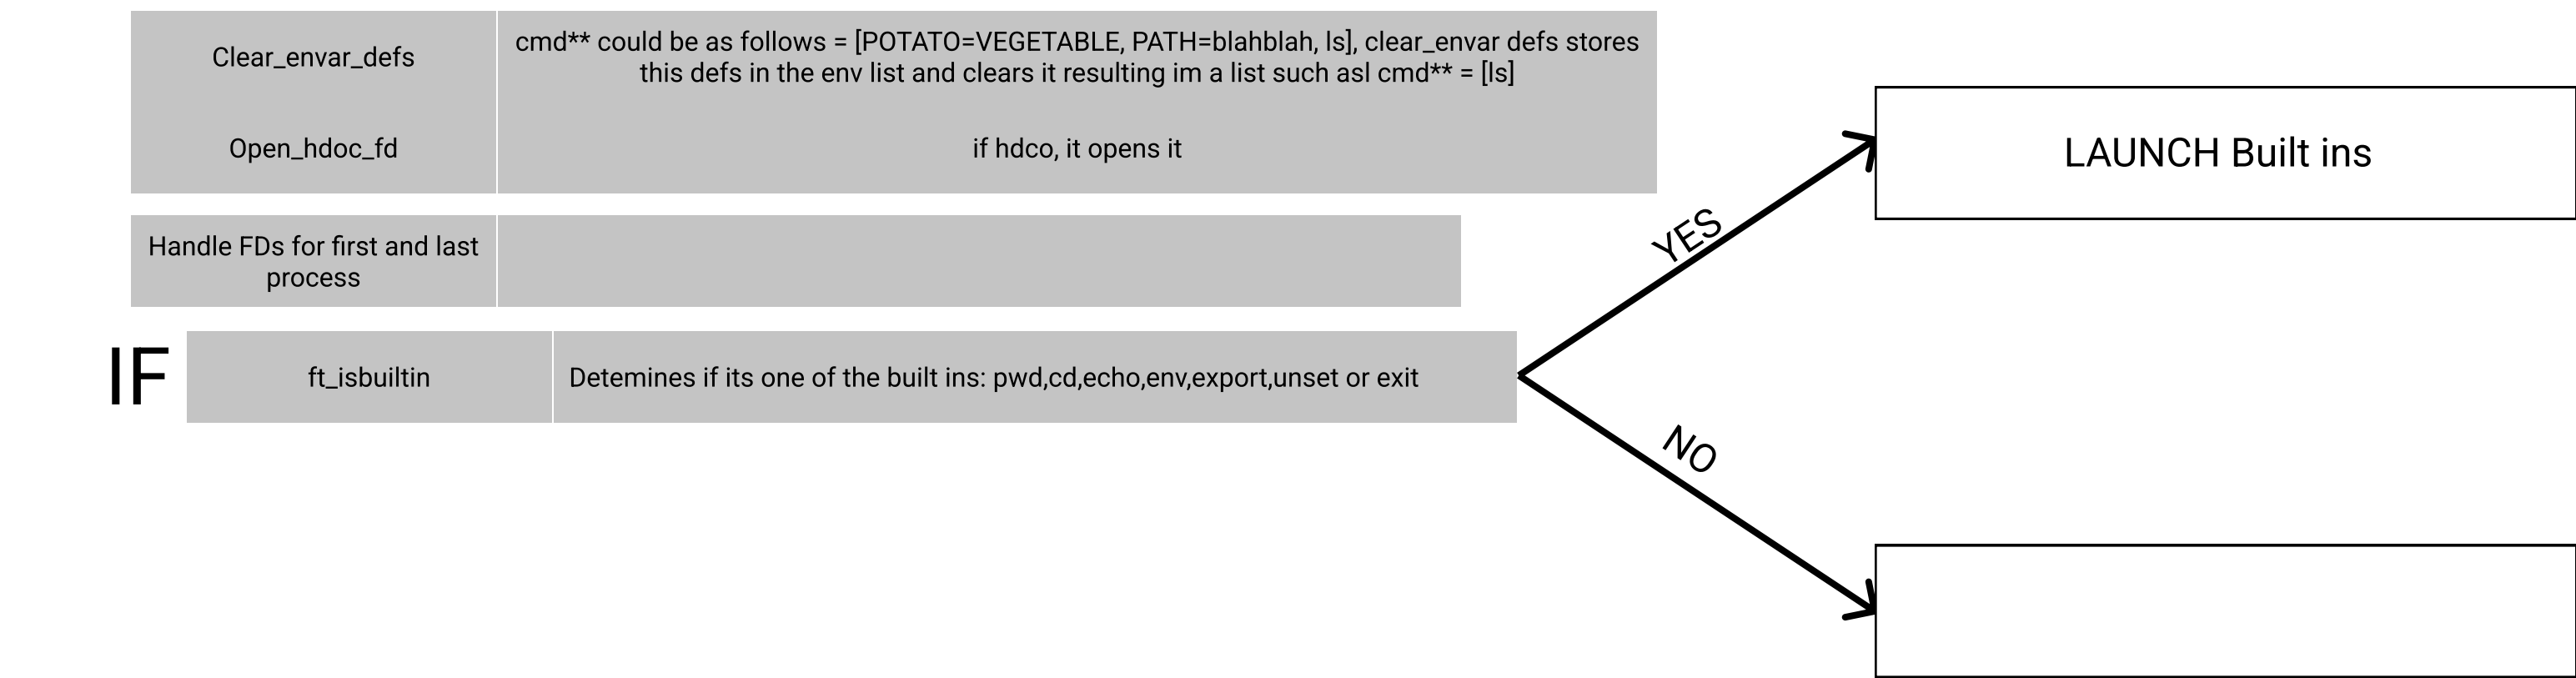 Clear_envar_defs
cmd** could be as follows = [POTATO=VEGETABLE, PATH=blahblah, ls], clear_envar defs stores
this defs in the env list and clears it resulting im a list such asl cmd** = [ls]
Open_hdoc_fd
if hdco, it opens it
LAUNCH Built ins
Handle FDs for first and last
process
YES
IF
ft_isbuiltin
Detemines if its one of the built ins: pwd,cd,echo,env,export,unset or exit
NO